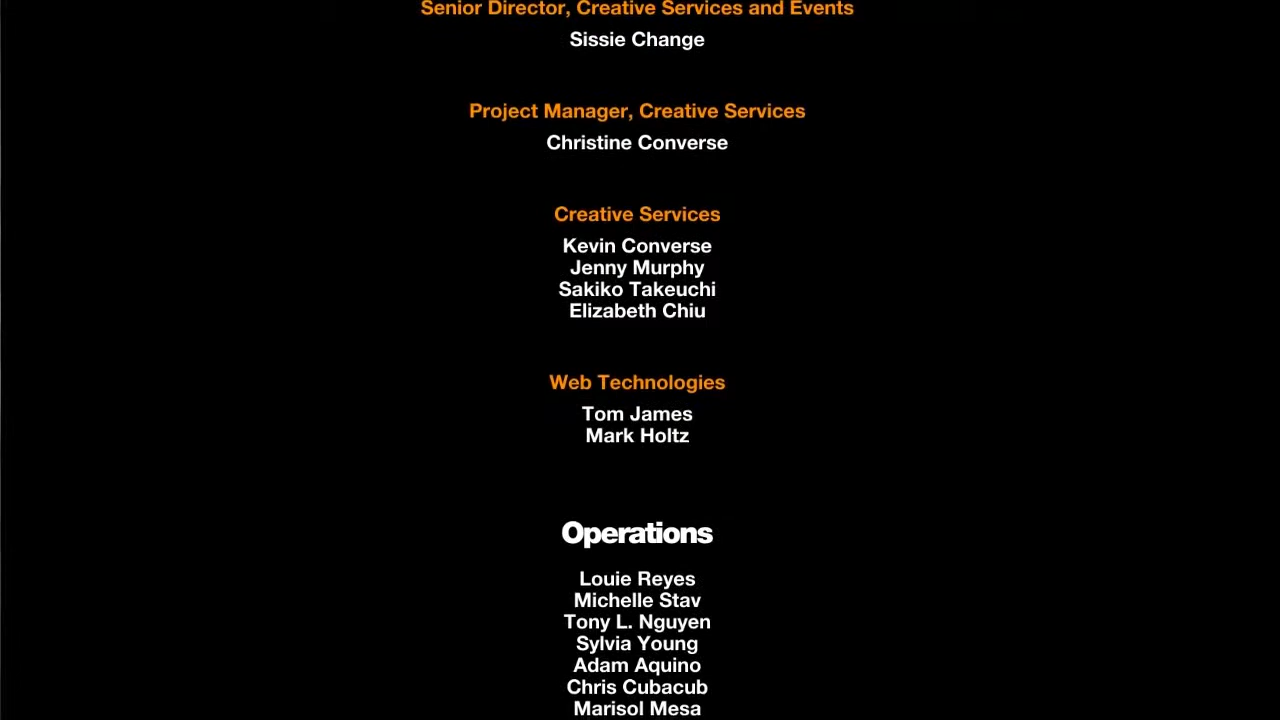 Senior Director, Creative Services and Events
Sissie Change
Project Manager, Creative Services
Christine Converse
Creative Services
Kevin Converse
Jenny Murphy
Sakiko Takeuchi
Elizabeth Chiu
Web Technologies
Tom James
Mark Holtz
Operations
Louie Reyes
Michelle Stav
Tony L. Nguyen
Sylvia Young
Adam Aquino
Chris Cubacub
Marisol Mesa